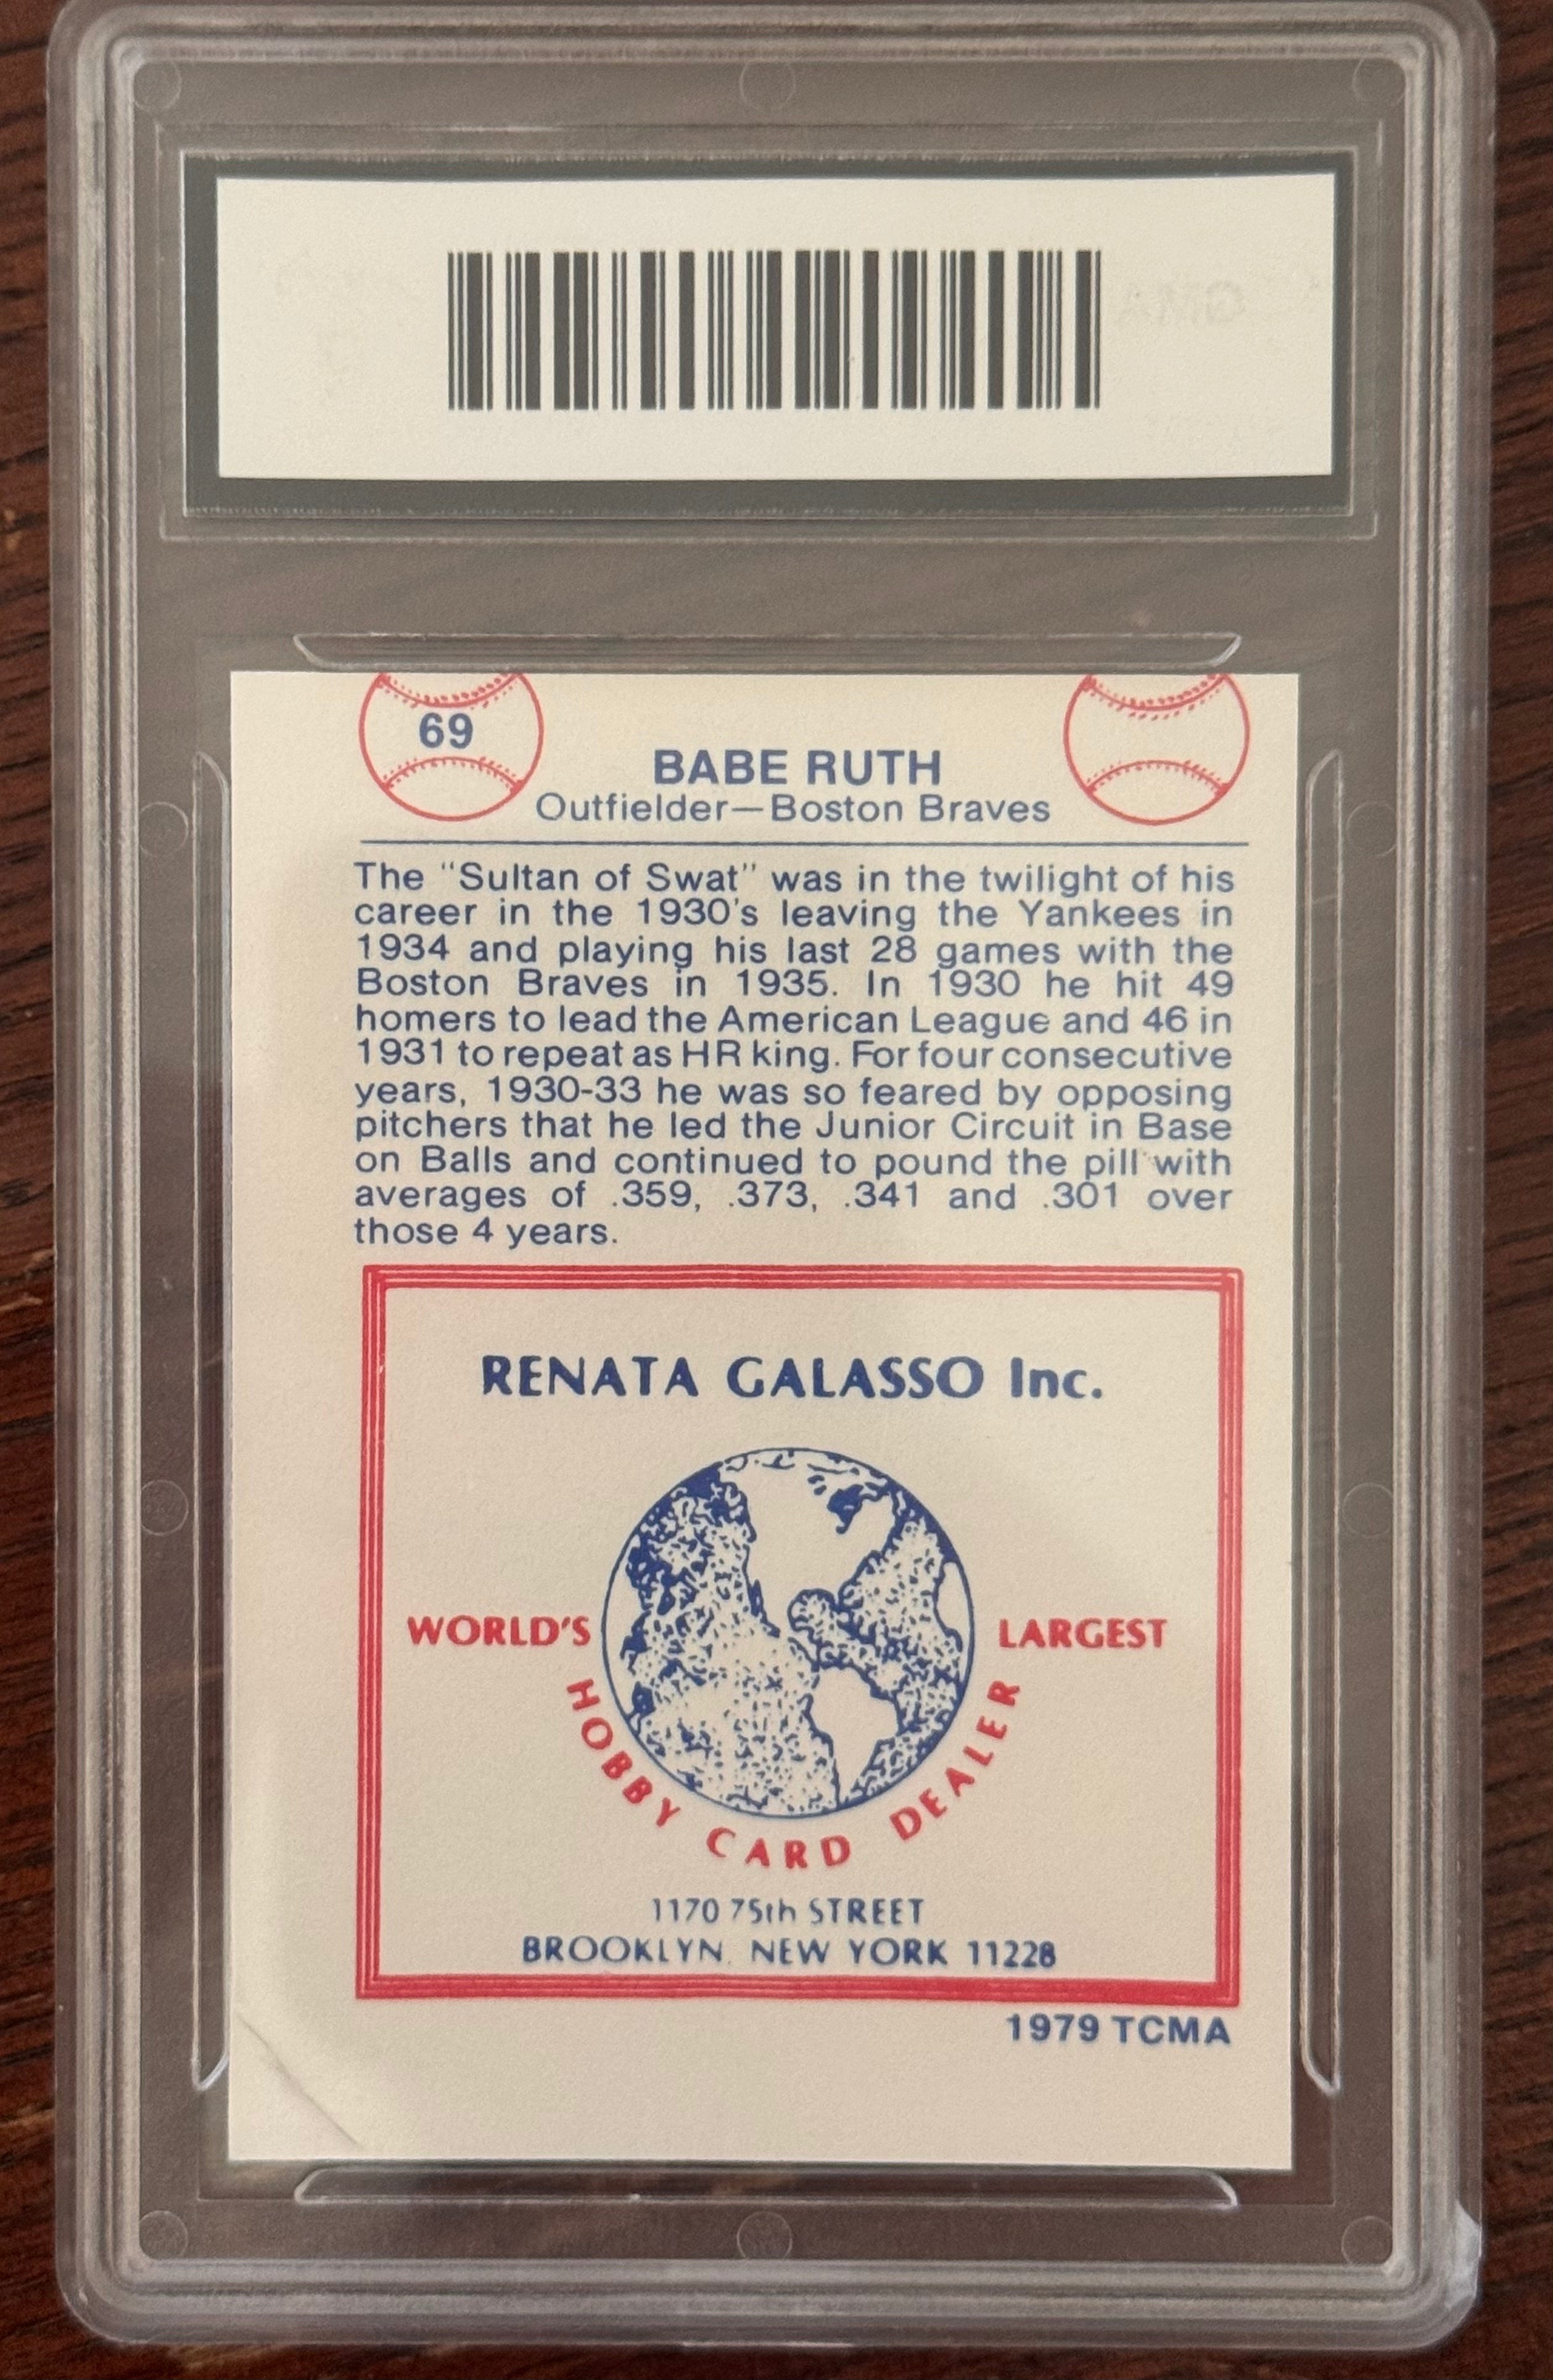 69
BABE RUTH
Outfielder—Boston Braves
The "Sultan of Swat" was in the twilight of his
career in the 1930's leaving the Yankees in
1934 and playing his last 28 games with the
Boston Braves in 1935. In 1930 he hit 49
homers to lead the American League and 46 in
1931 to repeat as HR king. For four consecutive
years, 1930-33 he was so feared by opposing
pitchers that he led the Junior Circuit in Base
on Balls and continued to pound the pill with
averages of .359, .373, .341 and .301 over
those 4 years.
RENATA GALASSO Inc.
WORLD'S LARGEST
HOBBY CARD DEALER
1170 75th STREET
BROOKLYN, NEW YORK 11228
1979 TCMA